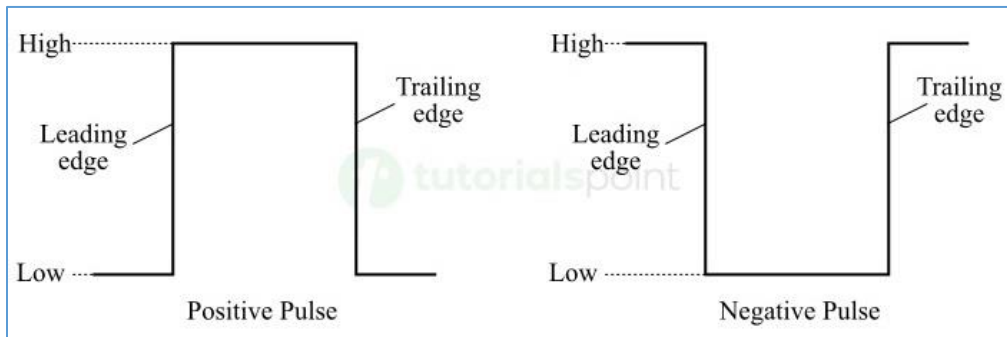 High
Leading
edge
Trailing
edge
Low
Positive Pulse
High
Leading
edge
Trailing
edge
Low
Negative Pulse
tutorialspoint